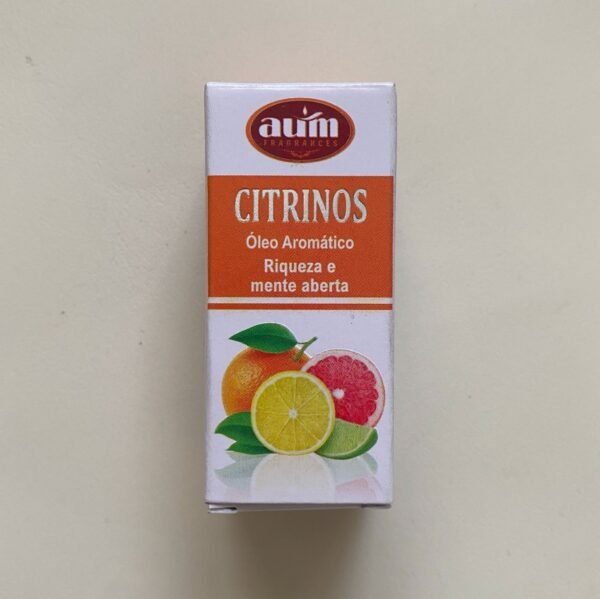 aum
FRAGRANCES
CITRINOS
Óleo Aromático
Riqueza e
mente aberta